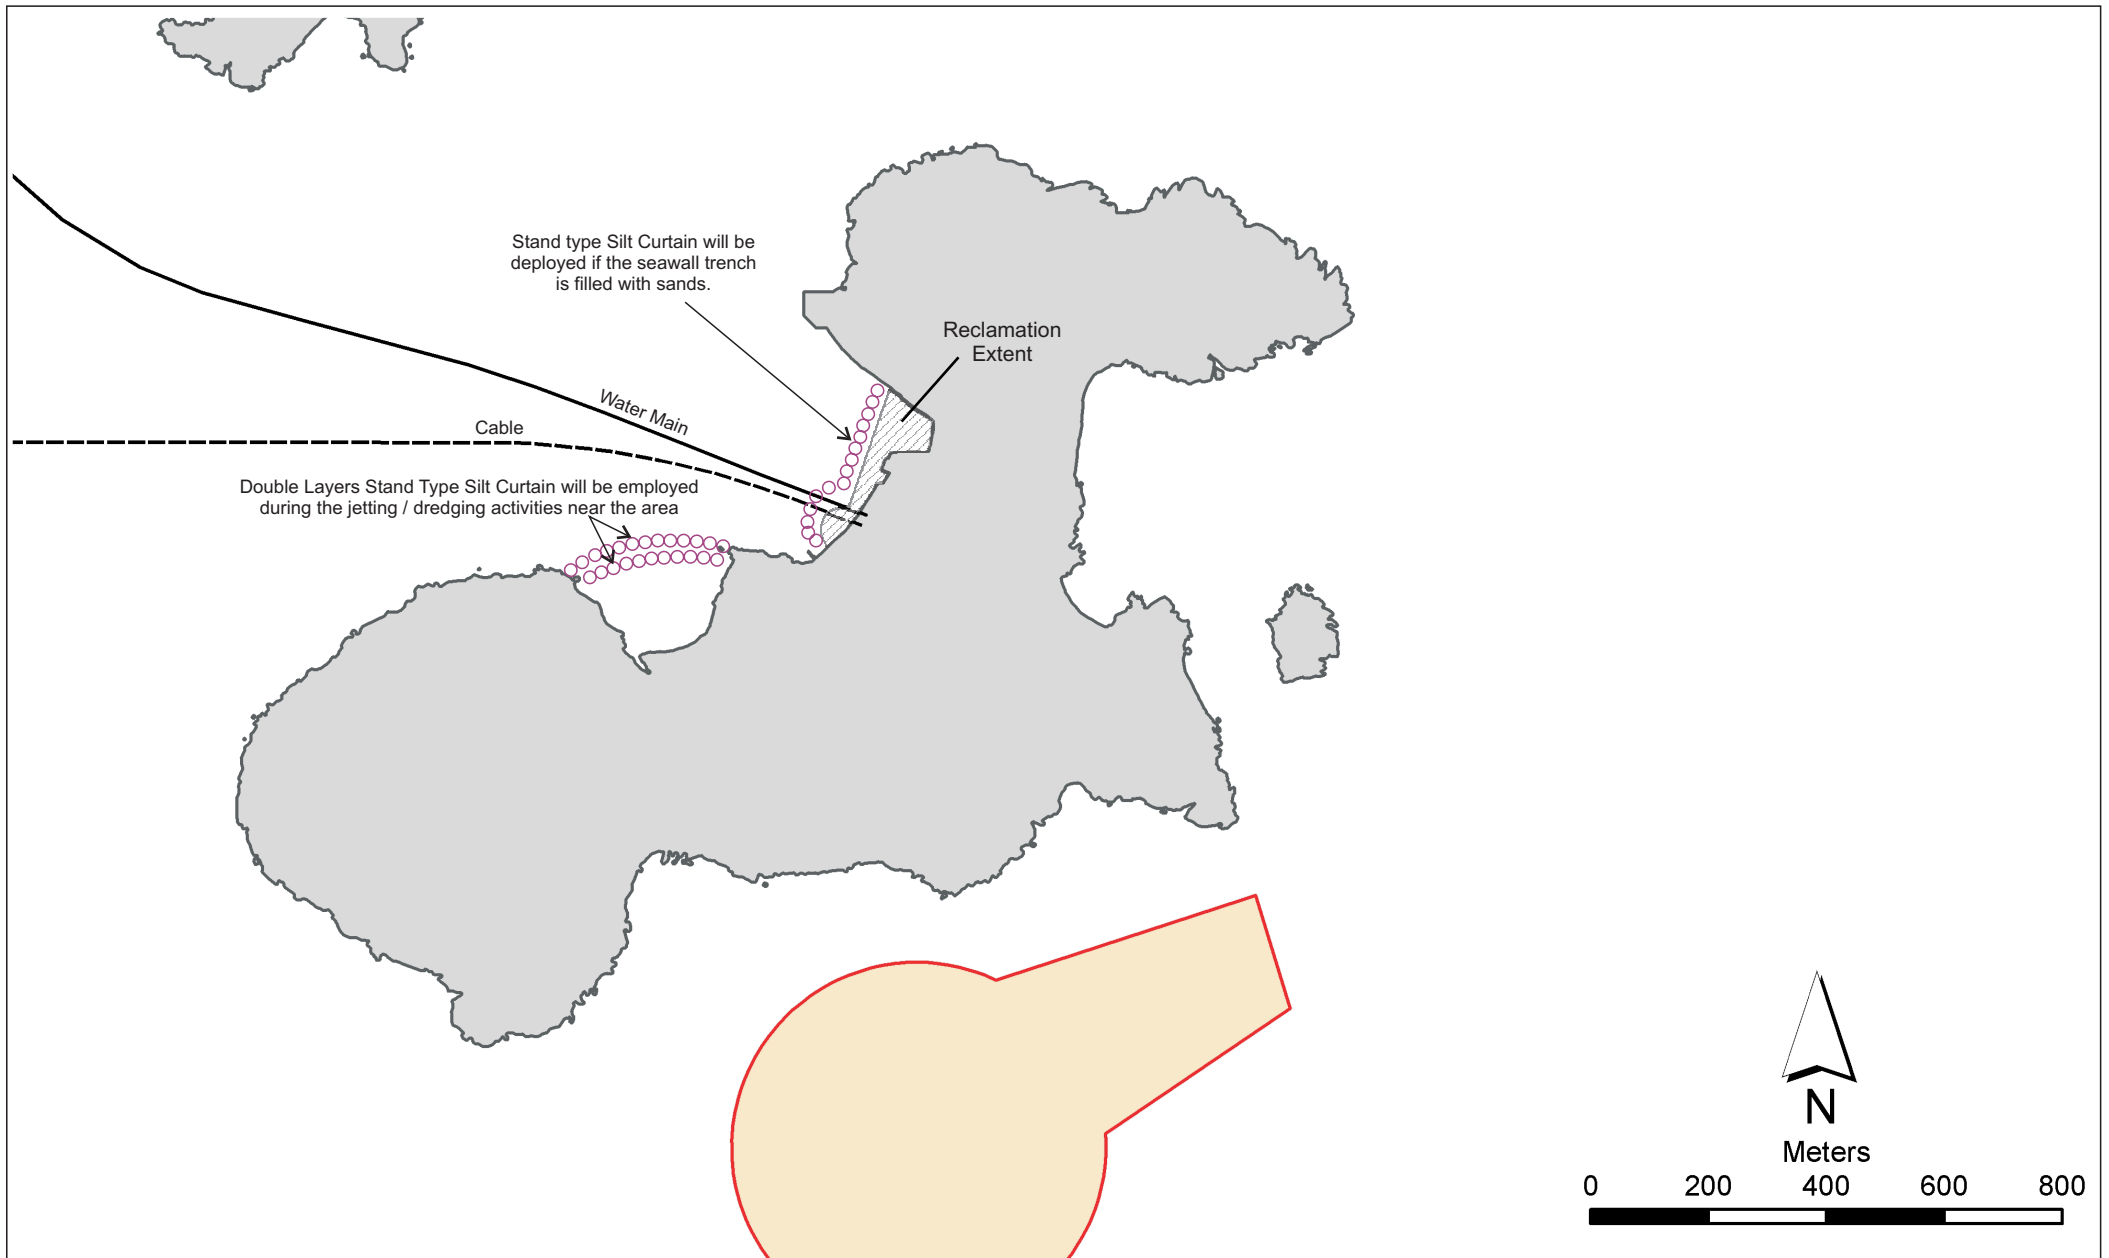 Stand type Silt Curtain will be
deployed if the seawall trench
is filled with sands.
Reclamation
Extent
Water Main
Cable
Double Layers Stand Type Silt Curtain will be employed
during the jetting / dredging activities near the area
N
Meters
0 200 400 600 800